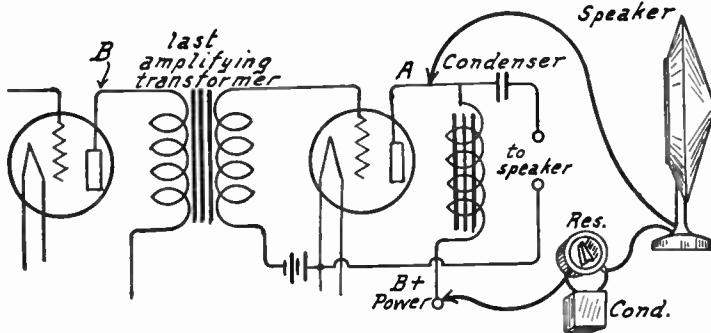 Speaker
B
last
amplifying
transformer
A
Condenser
to
speaker
Res.
B+
Power
Cond.